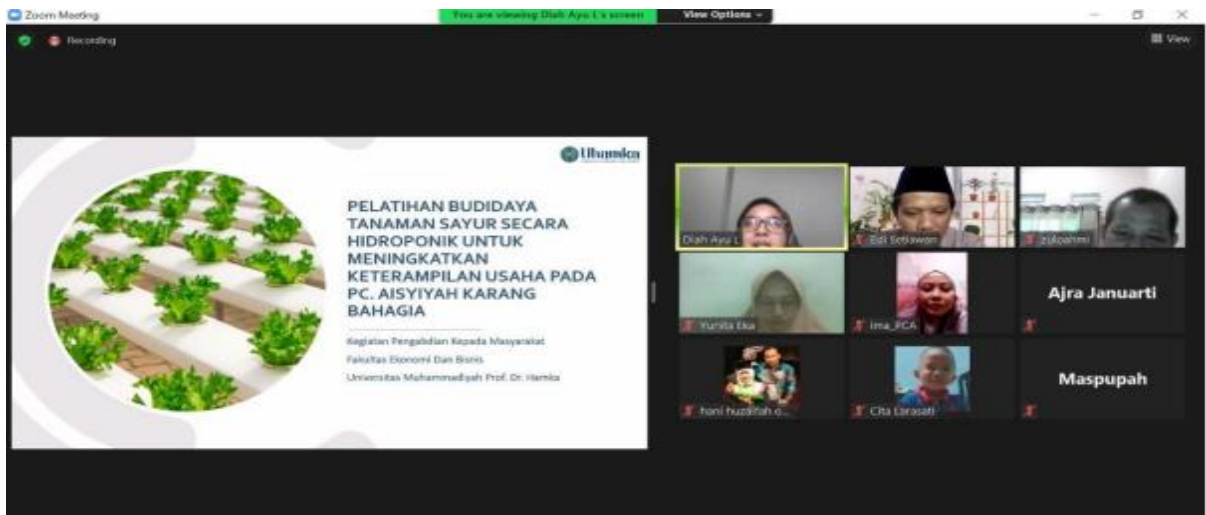 Zoom Meeting
You are viewing Diah Ayu L's screen
View Options
Recording
View
Uhamka
PELATIHAN BUDIDAYA
TANAMAN SAYUR SECARA
HIDROPONIK UNTUK
MENINGKATKAN
KETERAMPILAN USAHA PADA
PC. AISYIYAH KARANG
BAHAGIA
Kegiatan Pengabdian Kepada Masyarakat
Fakultas Ekonomi Dan Bisnis
Universitas Muhammadiyah Prof. Dr. Hamka
Diah Ayu L
Edi Setiawan
zulpahmi
Yunita Eka
ima_PCA
Ajra Januarti
hani huzaifah o...
Cita Larasati
Maspupah